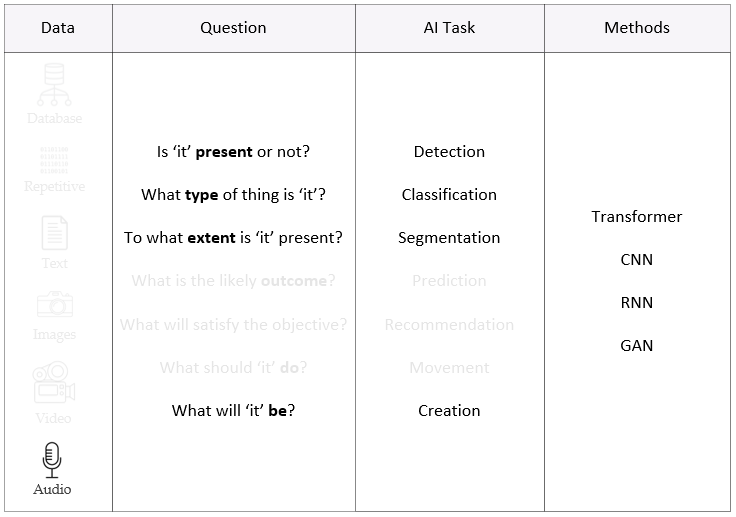 Data Question AI Task Methods
Database
01101100
Repetitive
Text
Images
Video
Audio
Is ‘it’ present or not?
What type of thing is ‘it’?
To what extent is ‘it’ present?
What is the likely outcome?
What will satisfy the objective?
What should ‘it’ do?
What will ‘it’ be?
Detection
Classification
Segmentation
Prediction
Recommendation
Movement
Creation
Transformer
CNN
RNN
GAN